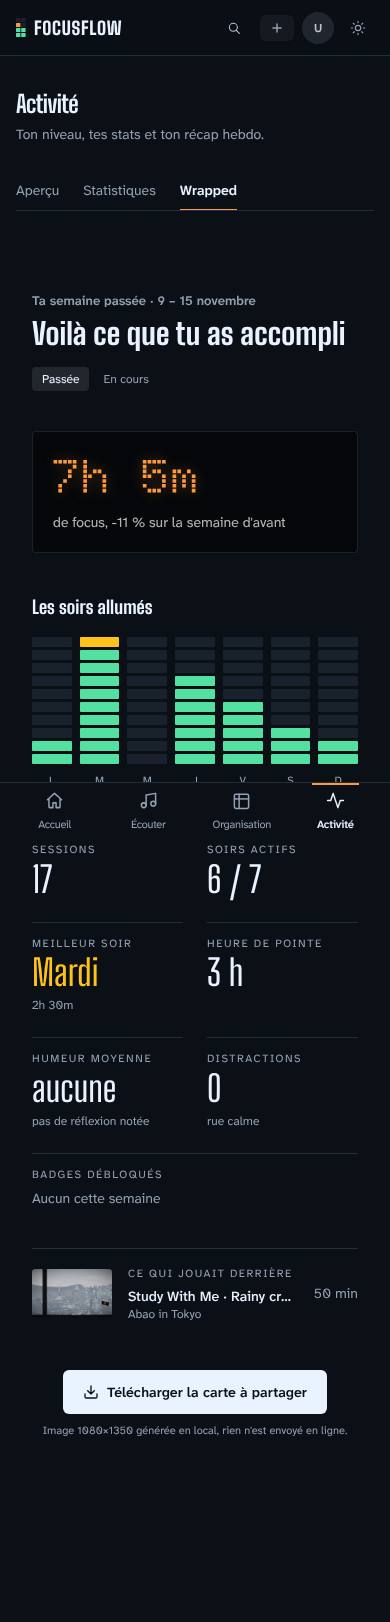 FOCUSFLOW
U
Activité
Ton niveau, tes stats et ton récap hebdo.
Aperçu Statistiques Wrapped
Ta semaine passée · 9 – 15 novembre
Voilà ce que tu as accompli
Passée En cours
7h 5m
de focus, -11 % sur la semaine d'avant
Les soirs allumés
L M M J V S D
Accueil Écouter Organisation Activité
SESSIONS SOIRS ACTIFS
17 6 / 7
MEILLEUR SOIR HEURE DE POINTE
Mardi 3 h
2h 30m
HUMEUR MOYENNE DISTRACTIONS
aucune 0
pas de réflexion notée rue calme
BADGES DÉBLOQUÉS
Aucun cette semaine
CE QUI JOUAIT DERRIÈRE
Study With Me · Rainy cr... 50 min
Abao in Tokyo
Télécharger la carte à partager
Image 1080×1350 générée en local, rien n'est envoyé en ligne.